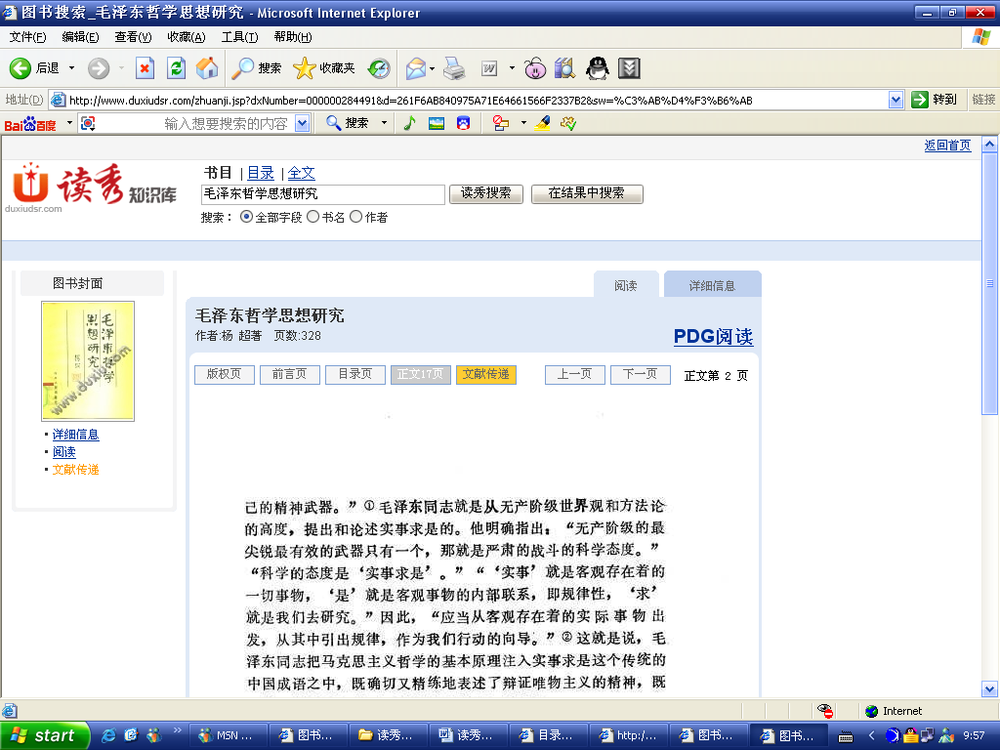 图书搜索_毛泽东哲学思想研究 - Microsoft Internet Explorer
文件(F) 编辑(E) 查看(V) 收藏(A) 工具(T) 帮助(H)
后退 搜索 收藏夹
地址(D) http://www.duxiudsr.com/zhuanji.jsp?dxNumber=000000284491&d=261F6AB840975A71E64661566F2337B2&sw=%C3%AB%D4%F3%B6%AB 转到 链接
Bai百度 输入想要搜索的内容 搜索
返回首页
读秀知识库
duxiudsr.com
书目 | 目录 | 全文
毛泽东哲学思想研究 读秀搜索 在结果中搜索
搜索： 全部字段 书名 作者
图书封面
毛泽东哲学
思想研究
www.duxiu.com
· 详细信息
· 阅读
· 文献传递
阅读 详细信息
毛泽东哲学思想研究
作者:杨 超著 页数:328
PDG阅读
版权页 前言页 目录页 正文17页 文献传递 上一页 下一页 正文第 2 页
己的精神武器。”①毛泽东同志就是从无产阶级世界观和方法论
的高度，提出和论述实事求是的。他明确指出：“无产阶级的最
尖锐最有效的武器只有一个，那就是严肃的战斗的科学态度。”
“科学的态度是‘实事求是’。”“‘实事’就是客观存在着的
一切事物，‘是’就是客观事物的内部联系，即规律性，‘求’
就是我们去研究。”因此，“应当从客观存在着的实际事物出
发，从其中引出规律，作为我们行动的向导。”②这就是说，毛
泽东同志把马克思主义哲学的基本原理注入实事求是这个传统的
中国成语之中，既确切又精练地表述了辩证唯物主义的精神，既
Internet
start MSN ... 图书... 读秀... 读秀... 目录... http:/... 图书... 图书... 9:57